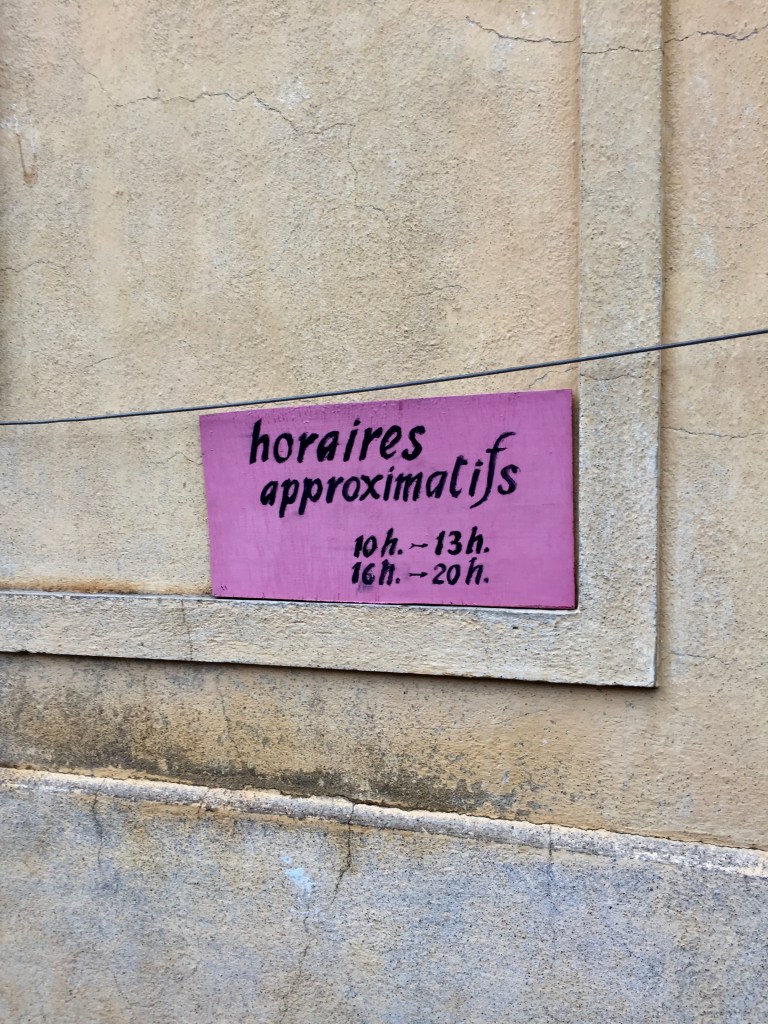 horaires
approximatifs
10h. → 13h.
16h. → 20h.